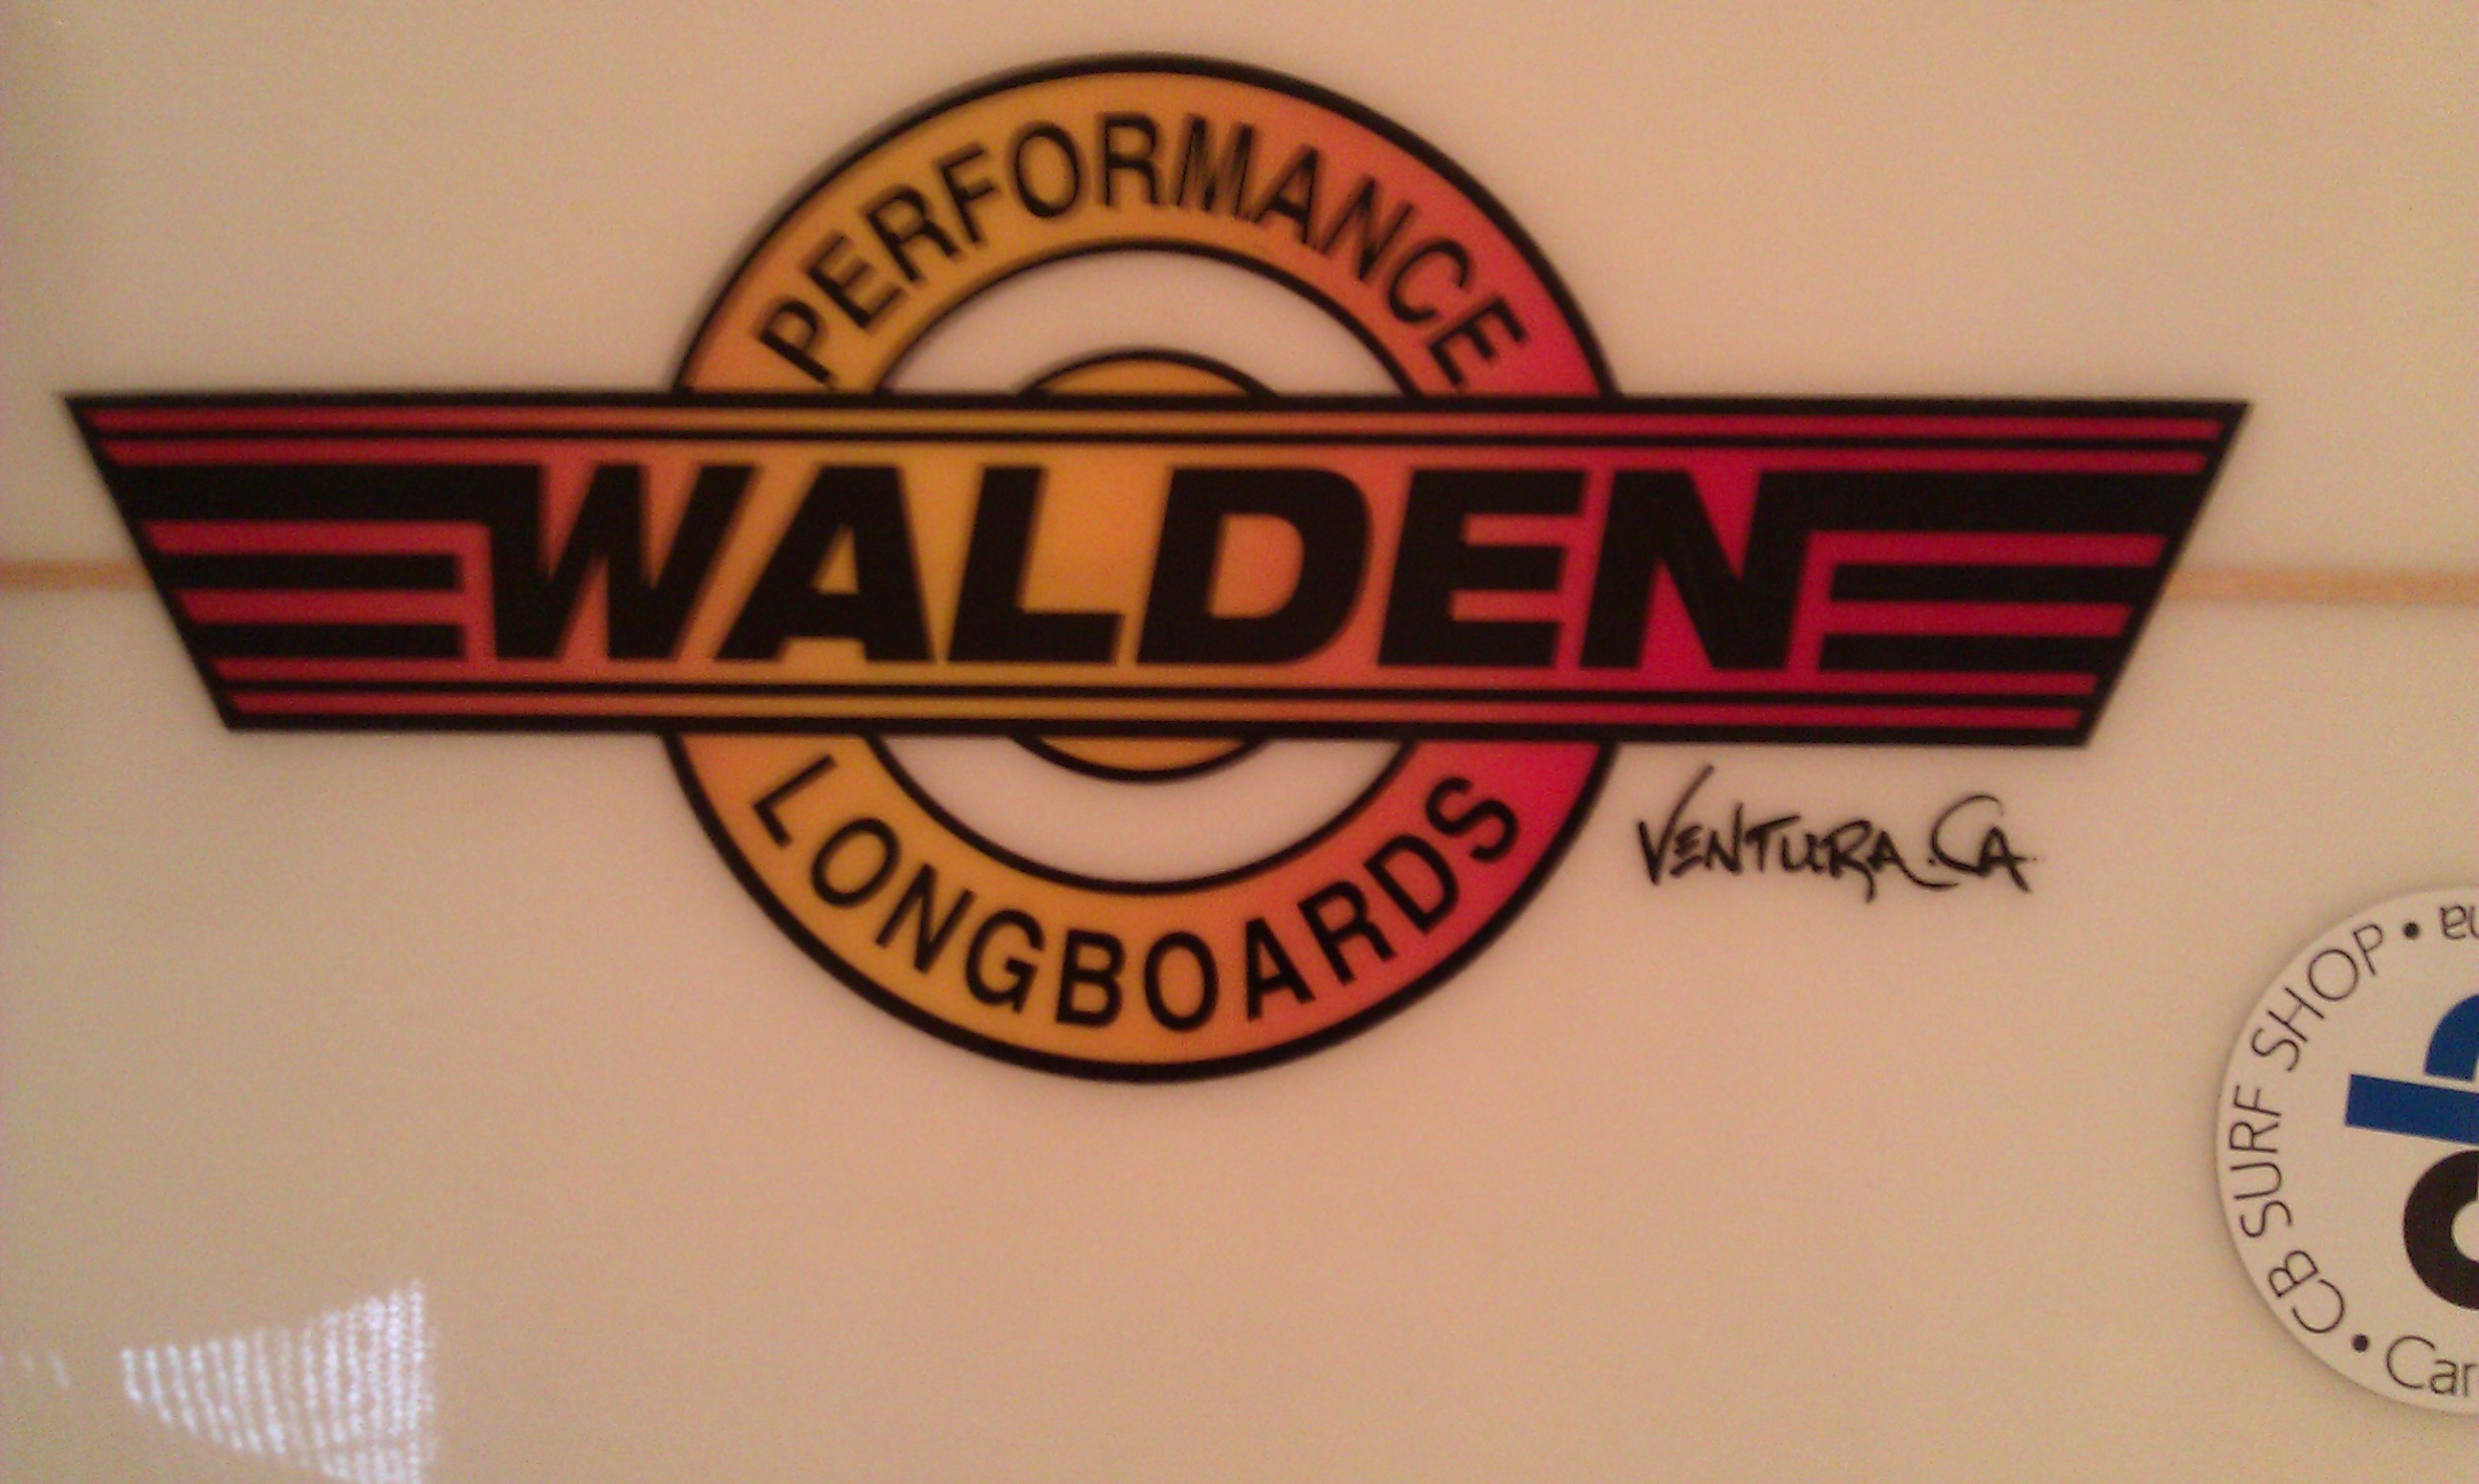 PERFORMANCE
WALDEN
LONGBOARDS
VENTURA. CA.
CB SURF SHOP •